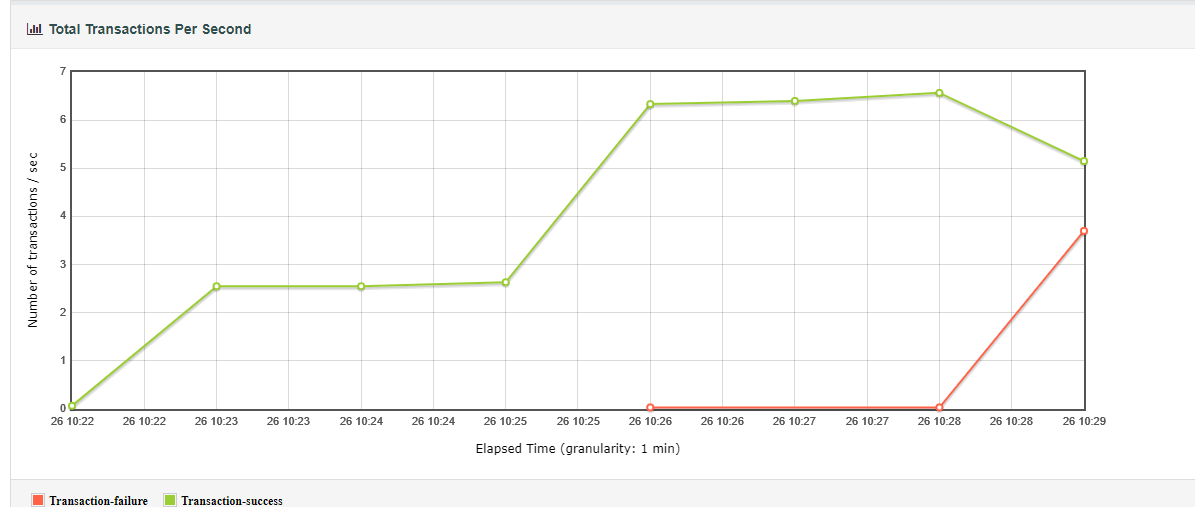 Total Transactions Per Second
7
6
5
4
3
2
1
0
Number of transactions / sec
26 10:22 26 10:22 26 10:23 26 10:23 26 10:24 26 10:24 26 10:25 26 10:25 26 10:26 26 10:26 26 10:27 26 10:27 26 10:28 26 10:28 26 10:29
Elapsed Time (granularity: 1 min)
Transaction-failure Transaction-success